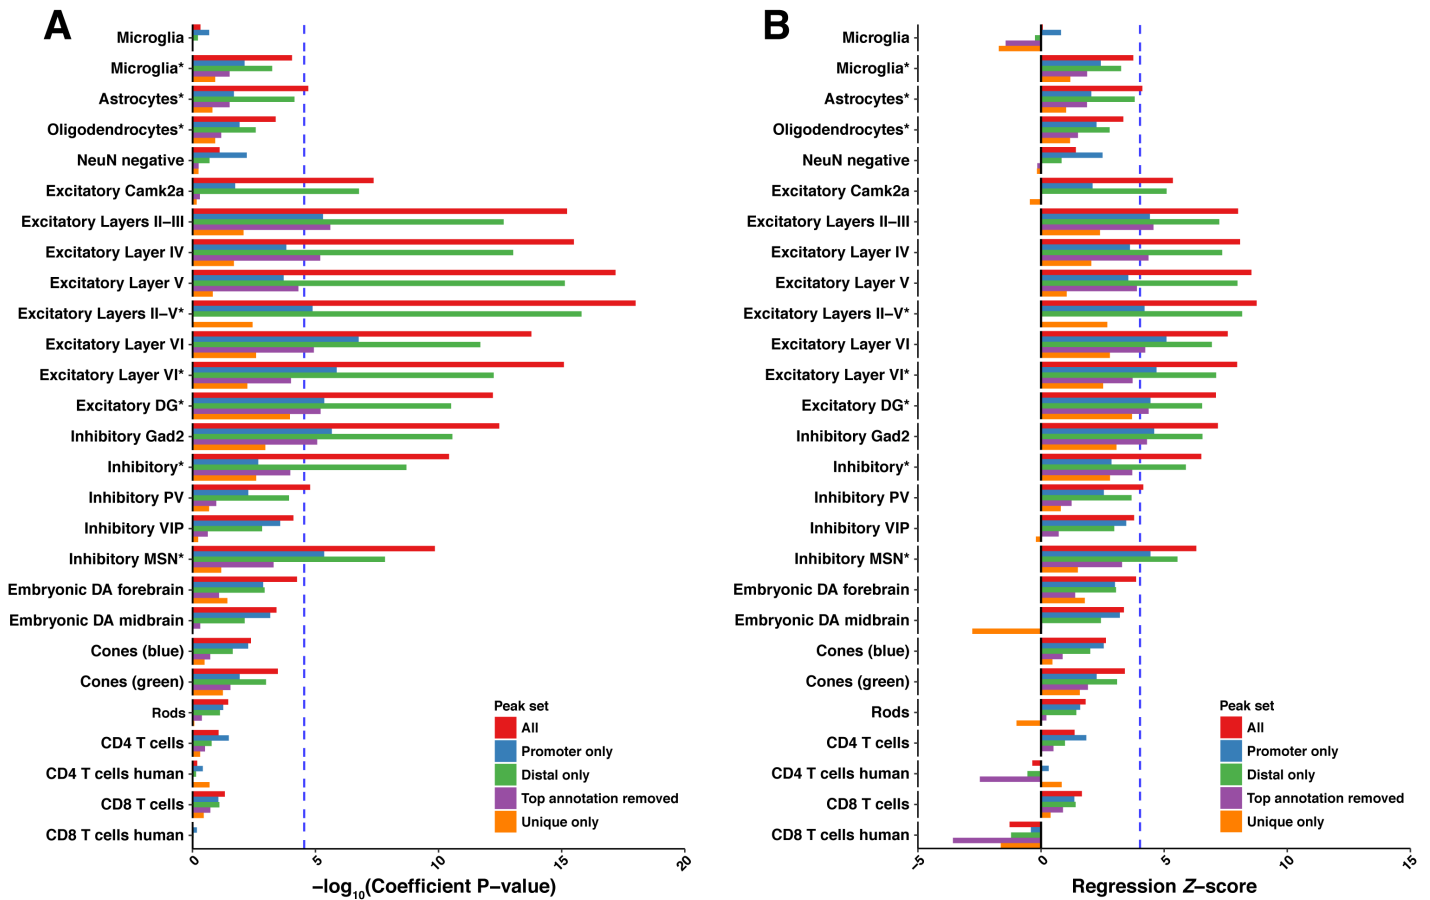 A
Microglia
Microglia*
Astrocytes*
Oligodendrocytes*
NeuN negative
Excitatory Camk2a
Excitatory Layers II–III
Excitatory Layer IV
Excitatory Layer V
Excitatory Layers II–V*
Excitatory Layer VI
Excitatory Layer VI*
Excitatory DG*
Inhibitory Gad2
Inhibitory*
Inhibitory PV
Inhibitory VIP
Inhibitory MSN*
Embryonic DA forebrain
Embryonic DA midbrain
Cones (blue)
Cones (green)
Rods
CD4 T cells
CD4 T cells human
CD8 T cells
CD8 T cells human
Peak set
All
Promoter only
Distal only
Top annotation removed
Unique only
0 5 10 15 20
–log10(Coefficient P–value)
B
Microglia
Microglia*
Astrocytes*
Oligodendrocytes*
NeuN negative
Excitatory Camk2a
Excitatory Layers II–III
Excitatory Layer IV
Excitatory Layer V
Excitatory Layers II–V*
Excitatory Layer VI
Excitatory Layer VI*
Excitatory DG*
Inhibitory Gad2
Inhibitory*
Inhibitory PV
Inhibitory VIP
Inhibitory MSN*
Embryonic DA forebrain
Embryonic DA midbrain
Cones (blue)
Cones (green)
Rods
CD4 T cells
CD4 T cells human
CD8 T cells
CD8 T cells human
Peak set
All
Promoter only
Distal only
Top annotation removed
Unique only
-5 0 5 10 15
Regression Z–score